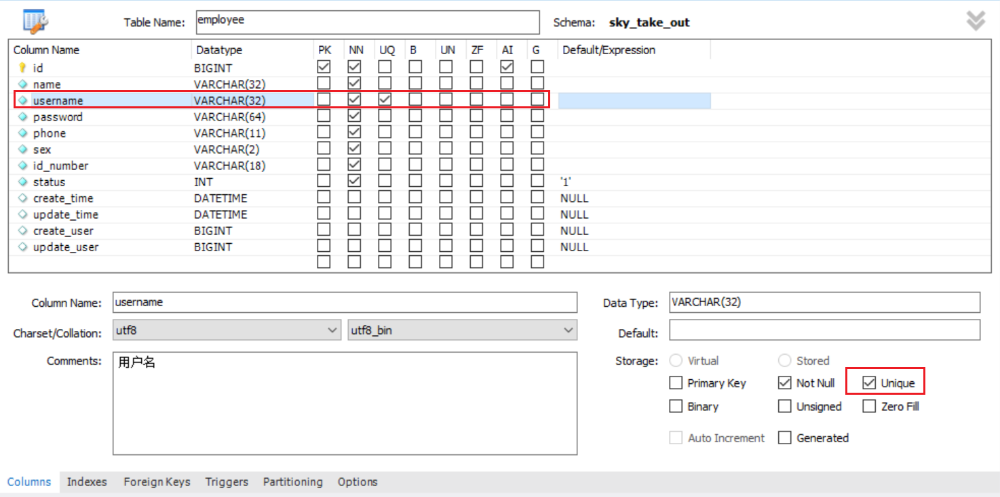 Table Name: employee Schema: sky_take_out
Column Name Datatype PK NN UQ B UN ZF AI G Default/Expression
id BIGINT
name VARCHAR(32)
username VARCHAR(32)
password VARCHAR(64)
phone VARCHAR(11)
sex VARCHAR(2)
id_number VARCHAR(18)
status INT '1'
create_time DATETIME NULL
update_time DATETIME NULL
create_user BIGINT NULL
update_user BIGINT NULL
Column Name: username Data Type: VARCHAR(32)
Charset/Collation: utf8 utf8_bin Default:
Comments: 用户名 Storage: Virtual Stored
Primary Key Not Null Unique
Binary Unsigned Zero Fill
Auto Increment Generated
Columns Indexes Foreign Keys Triggers Partitioning Options